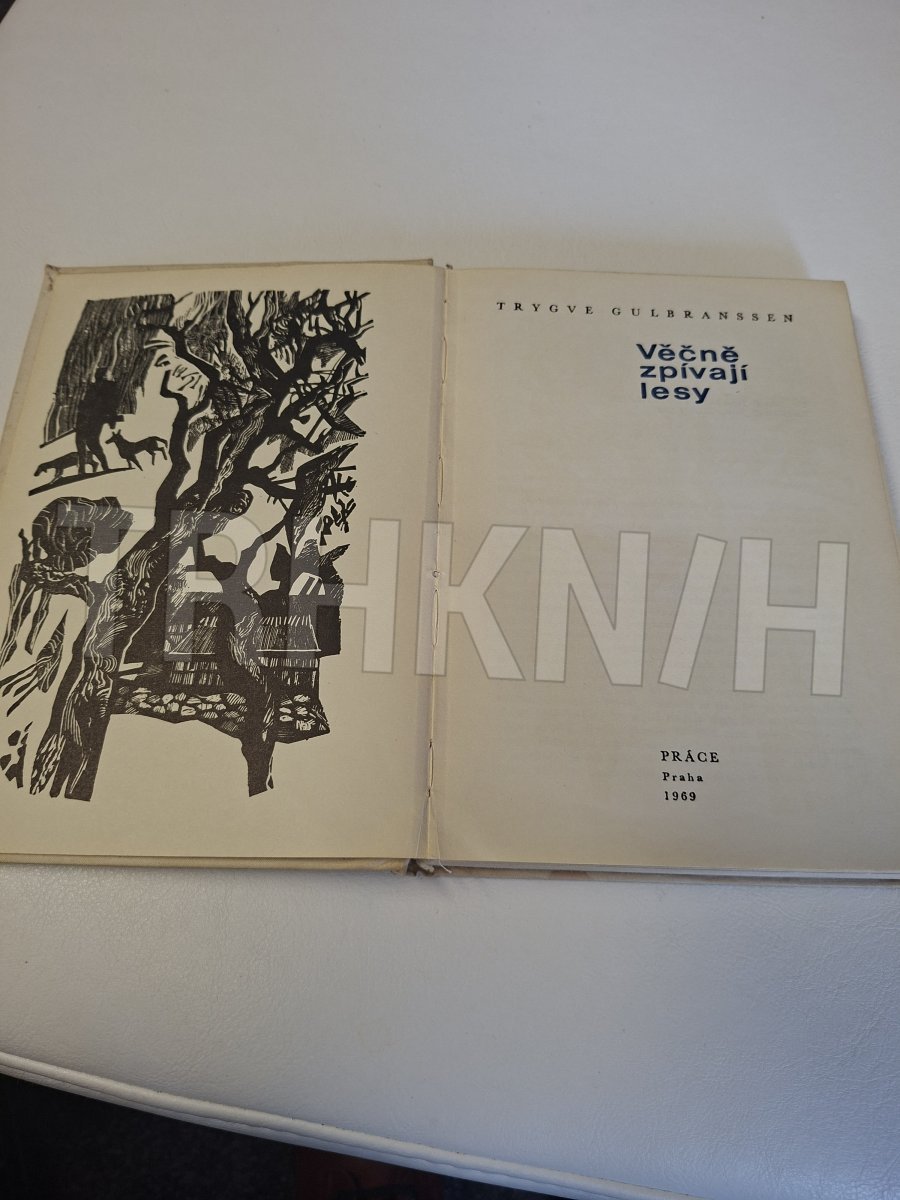 TRYGVE GULBRANSSEN
Věčně
zpívají
lesy
TRHKNIH
PRÁCE
Praha
1969